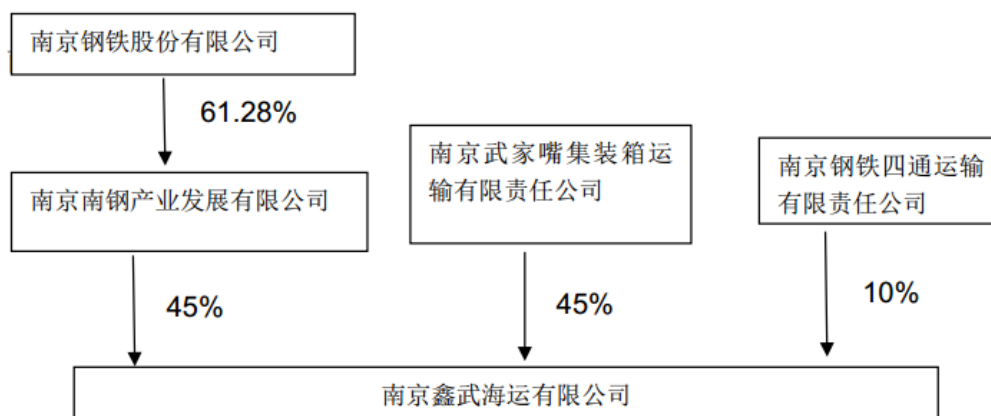 南京钢铁股份有限公司
61.28%
南京南钢产业发展有限公司
南京武家嘴集装箱运
输有限责任公司
南京钢铁四通运输
有限责任公司
45%
45%
10%
南京鑫武海运有限公司